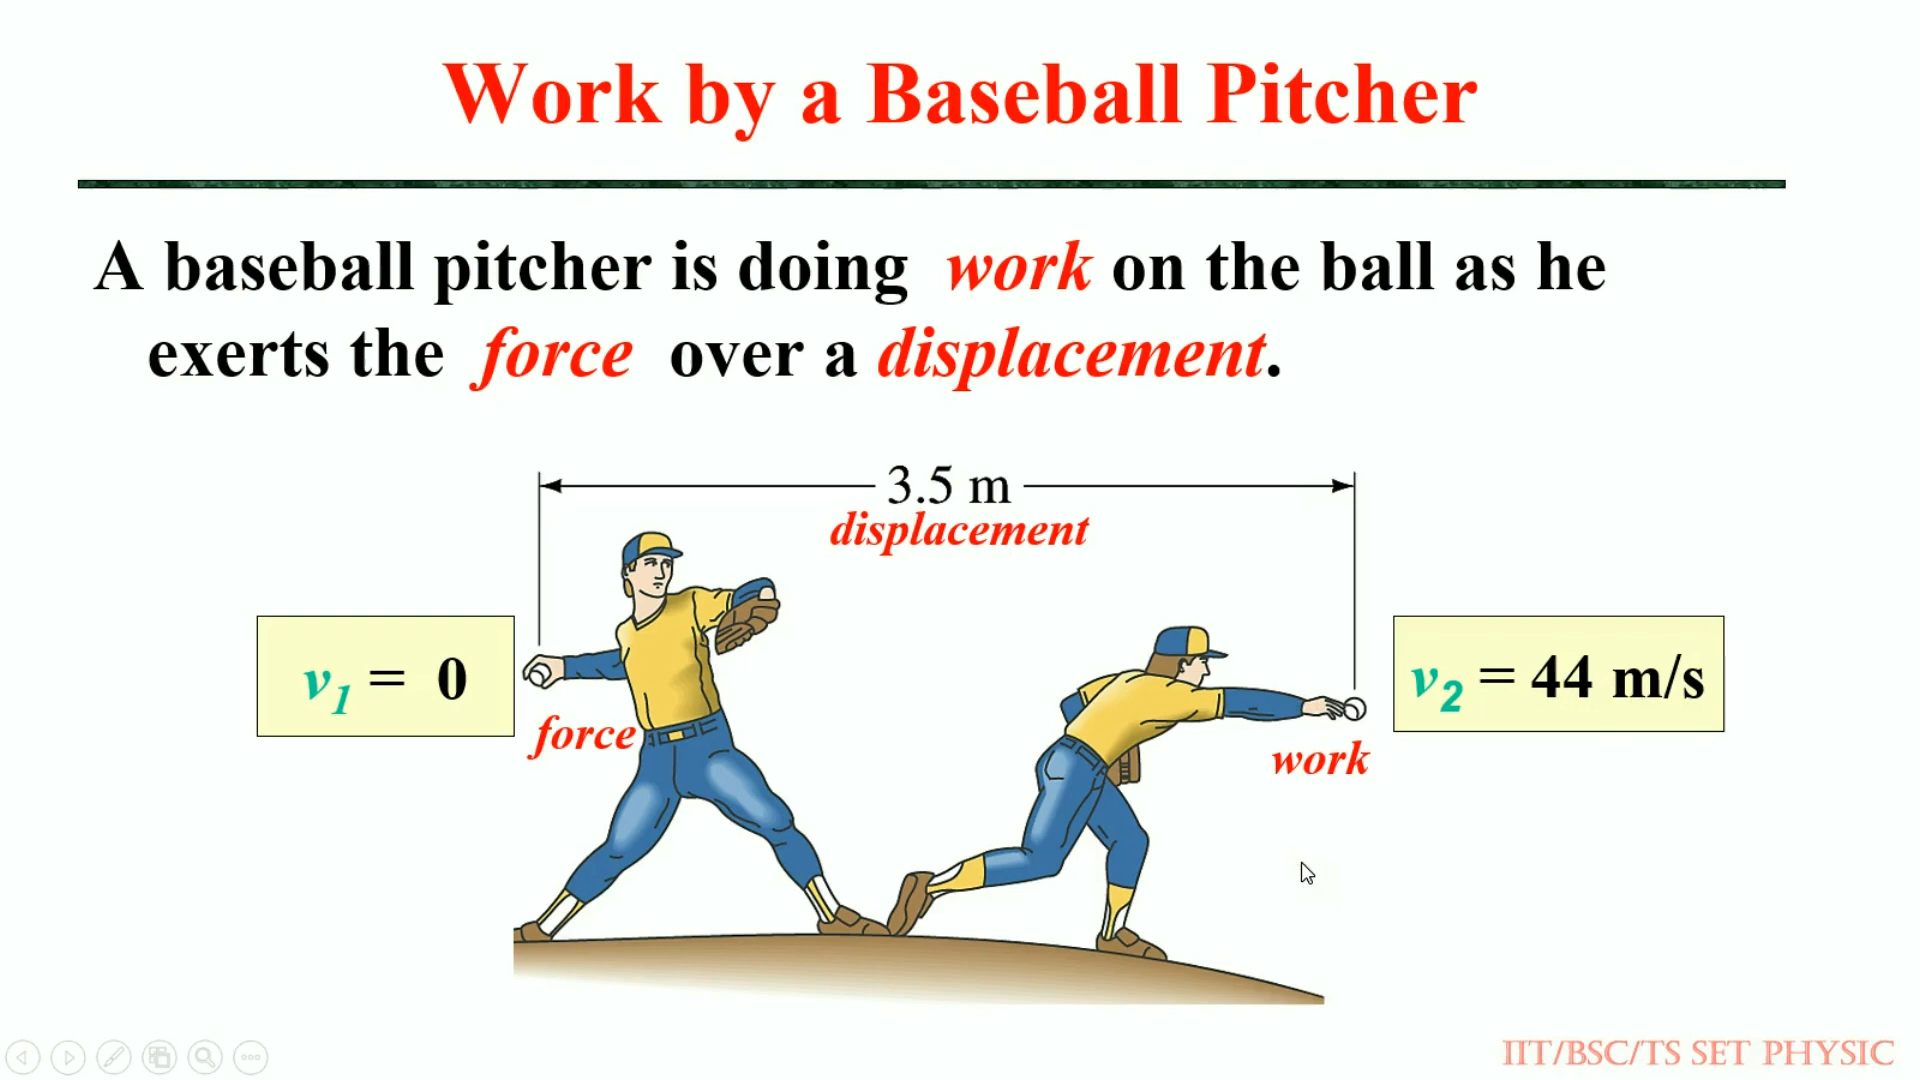 Work by a Baseball Pitcher
A baseball pitcher is doing work on the ball as he
exerts the force over a displacement.
3.5 m
displacement
v1 = 0
v2 = 44 m/s
force
work
IIT/BSC/TS SET PHYSIC